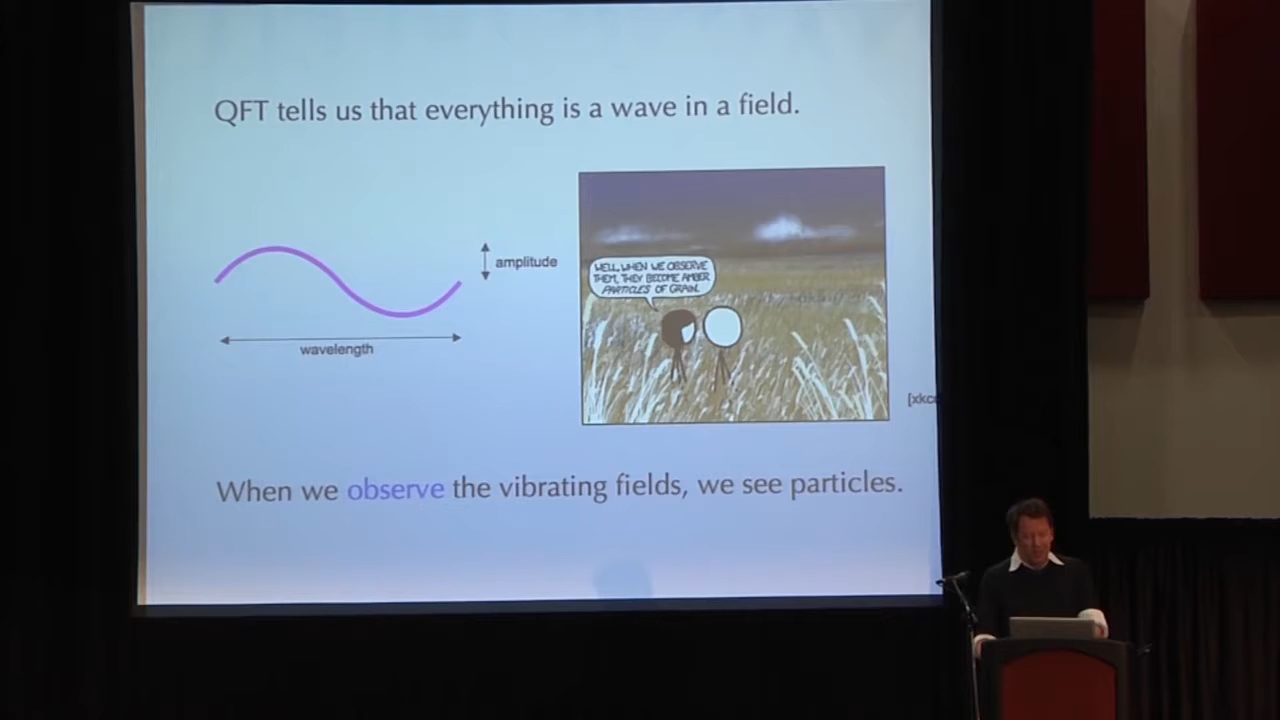 QFT tells us that everything is a wave in a field.
amplitude
wavelength
WELL, WHEN WE OBSERVE
THEM, THEY BECOME AMBER
PARTICLES OF GRAIN.
When we observe the vibrating fields, we see particles.